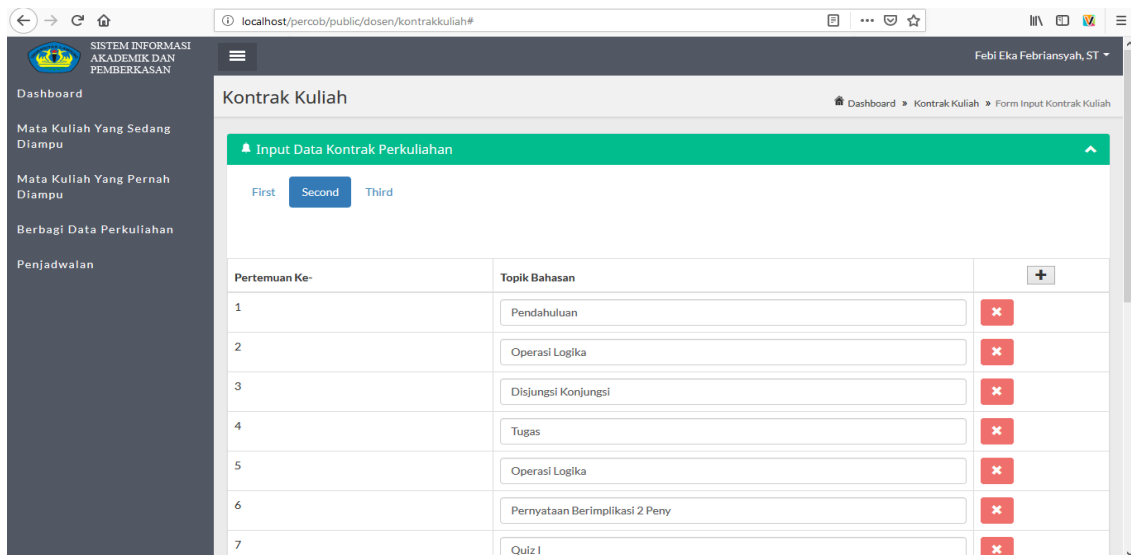 localhost/percob/public/dosen/kontrakkuliah#
SISTEM INFORMASI
AKADEMIK DAN
PEMBERKASAN
Febi Eka Febriansyah, ST
Dashboard
Mata Kuliah Yang Sedang
Diampu
Mata Kuliah Yang Pernah
Diampu
Berbagi Data Perkuliahan
Penjadwalan
Kontrak Kuliah
Dashboard » Kontrak Kuliah » Form Input Kontrak Kuliah
Input Data Kontrak Perkuliahan
First Second Third
Pertemuan Ke- Topik Bahasan
1 Pendahuluan
2 Operasi Logika
3 Disjungsi Konjungsi
4 Tugas
5 Operasi Logika
6 Pernyataan Berimplikasi 2 Peny
7 Quiz I